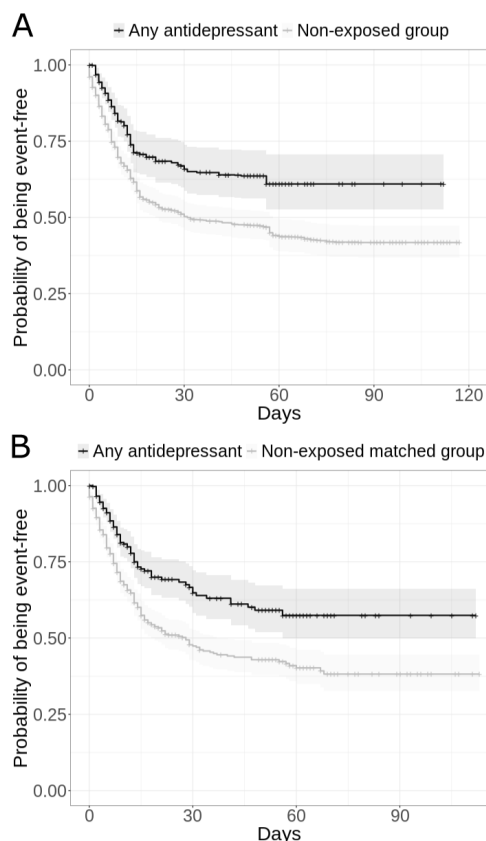 A
Any antidepressant Non-exposed group
1.00
0.75
0.50
0.25
0.00
Probability of being event-free
0 30 60 90 120
Days
B
Any antidepressant Non-exposed matched group
1.00
0.75
0.50
0.25
0.00
Probability of being event-free
0 30 60 90
Days